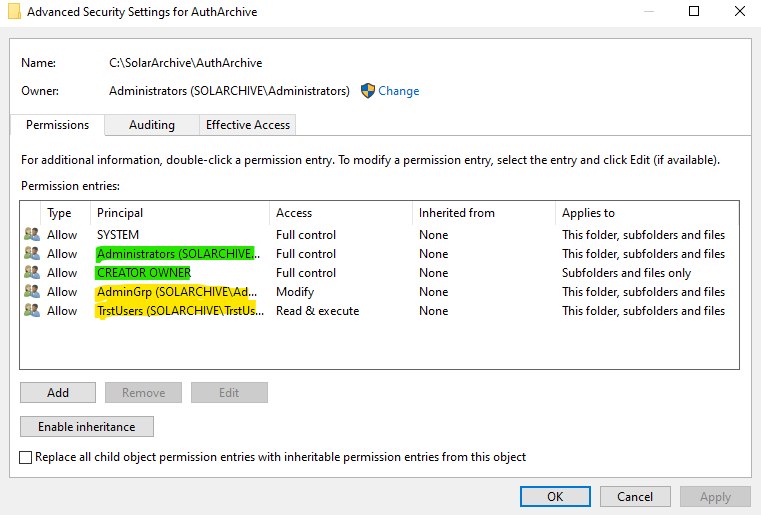 Advanced Security Settings for AuthArchive
Name: C:\SolarArchive\AuthArchive
Owner: Administrators (SOLARCHIVE\Administrators) Change
Permissions Auditing Effective Access
For additional information, double-click a permission entry. To modify a permission entry, select the entry and click Edit (if available).
Permission entries:
Type Principal Access Inherited from Applies to
Allow SYSTEM Full control None This folder, subfolders and files
Allow Administrators (SOLARCHIVE... Full control None This folder, subfolders and files
Allow CREATOR OWNER Full control None Subfolders and files only
Allow AdminGrp (SOLARCHIVE\Ad... Modify None This folder, subfolders and files
Allow TrstUsers (SOLARCHIVE\TrstUs... Read & execute None This folder, subfolders and files
Add Remove Edit
Enable inheritance
Replace all child object permission entries with inheritable permission entries from this object
OK Cancel Apply